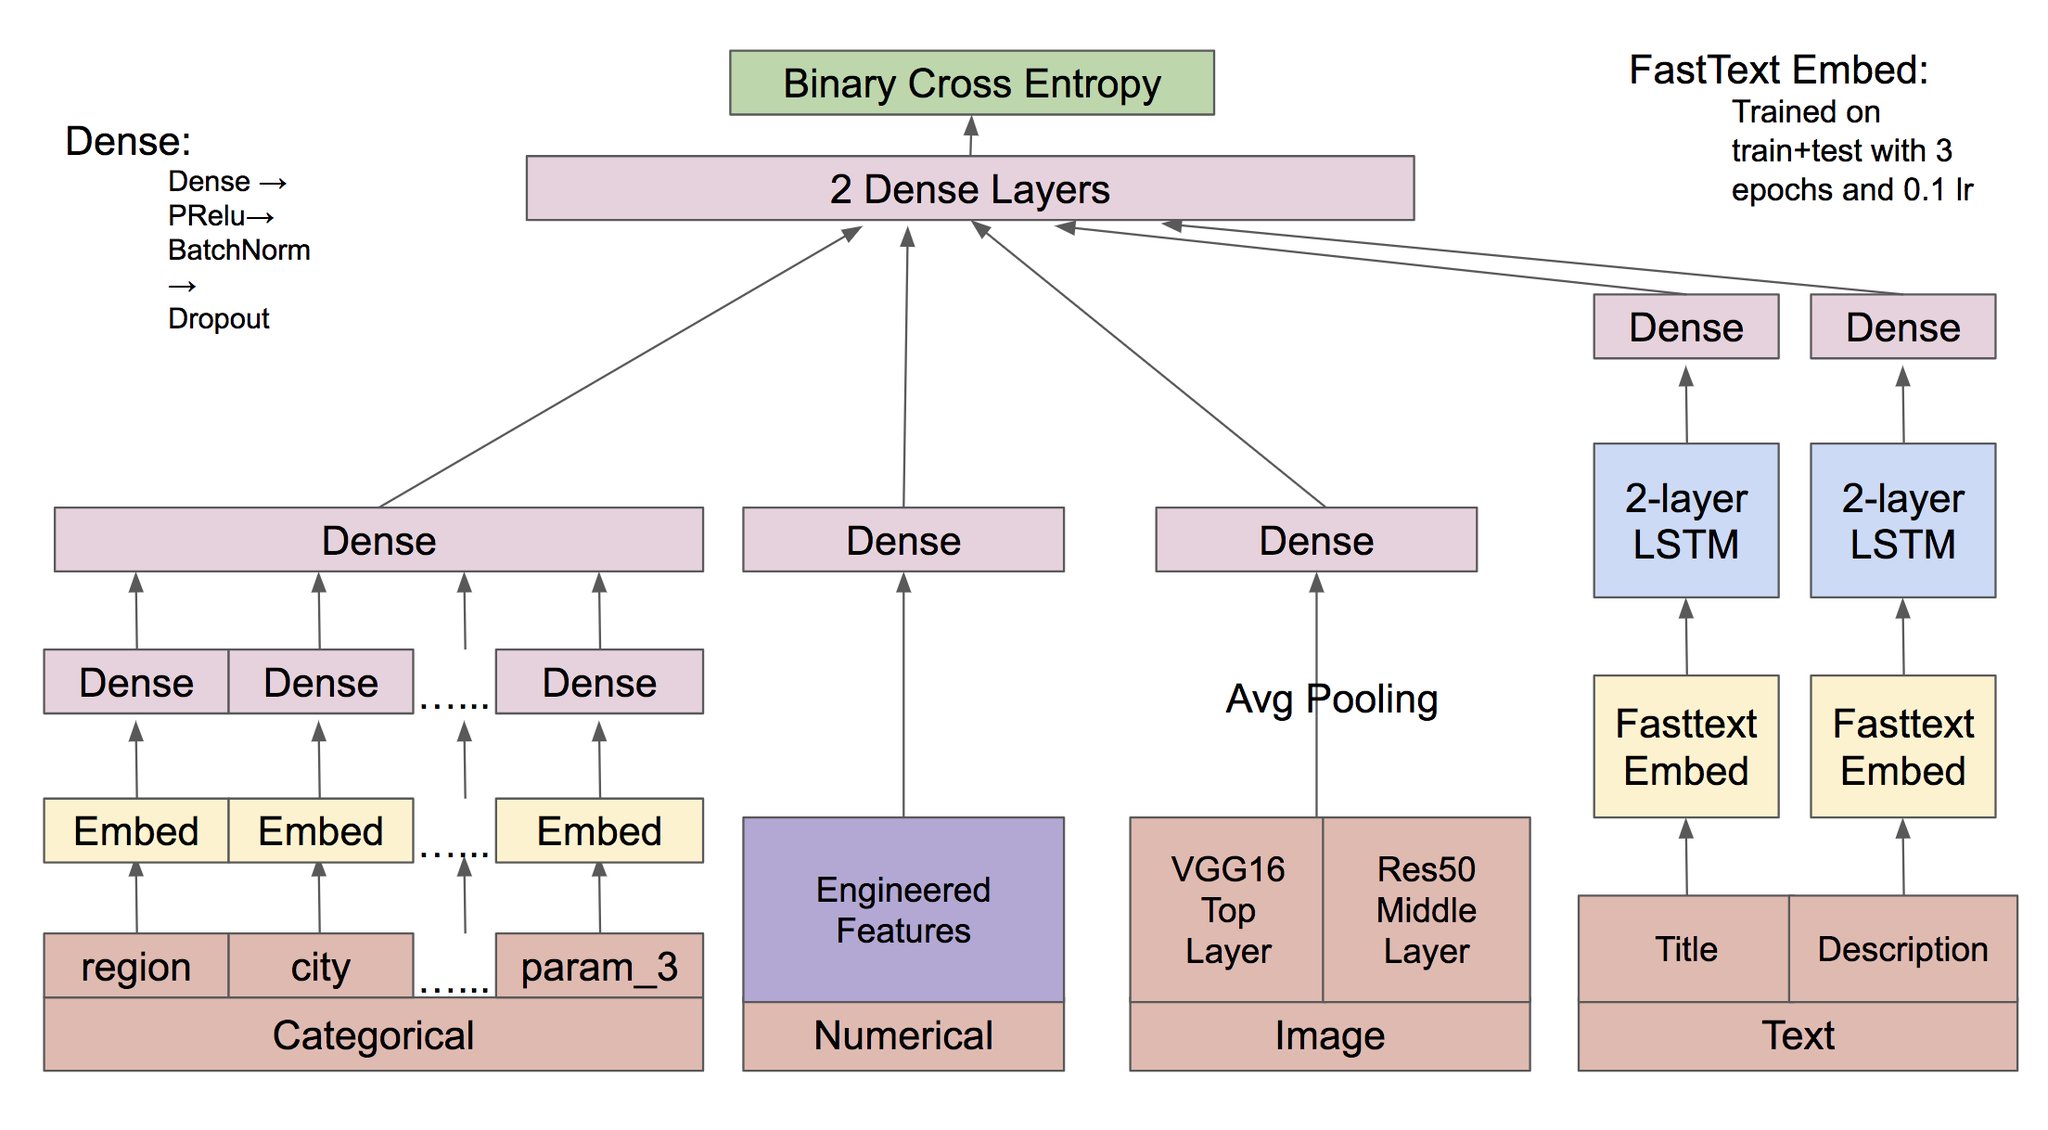 Binary Cross Entropy
FastText Embed:
Trained on
train+test with 3
epochs and 0.1 lr
Dense:
Dense →
PRelu→
BatchNorm
→
Dropout
2 Dense Layers
Dense Dense
2-layer
LSTM
2-layer
LSTM
Dense Dense Dense
Dense Dense …... Dense
Avg Pooling
Fasttext
Embed
Fasttext
Embed
Embed Embed …... Embed
Engineered
Features
VGG16
Top
Layer
Res50
Middle
Layer
Title Description
region city …... param_3
Categorical Numerical Image Text